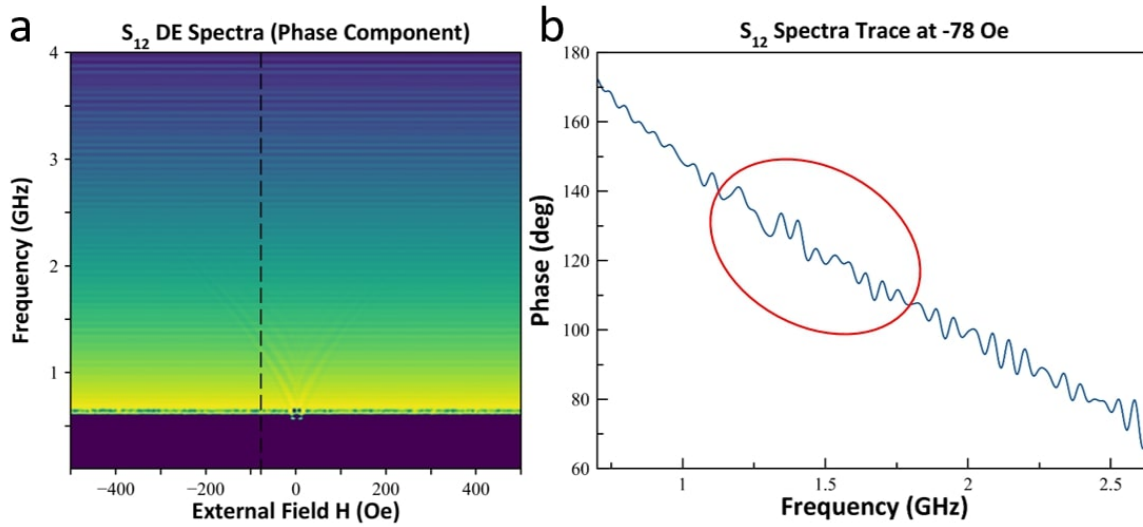 a
S12 DE Spectra (Phase Component)
4
3
2
1
Frequency (GHz)
−400
−200
0
200
400
External Field H (Oe)
b
S12 Spectra Trace at -78 Oe
180
160
140
120
100
80
60
Phase (deg)
1
1.5
2
2.5
Frequency (GHz)